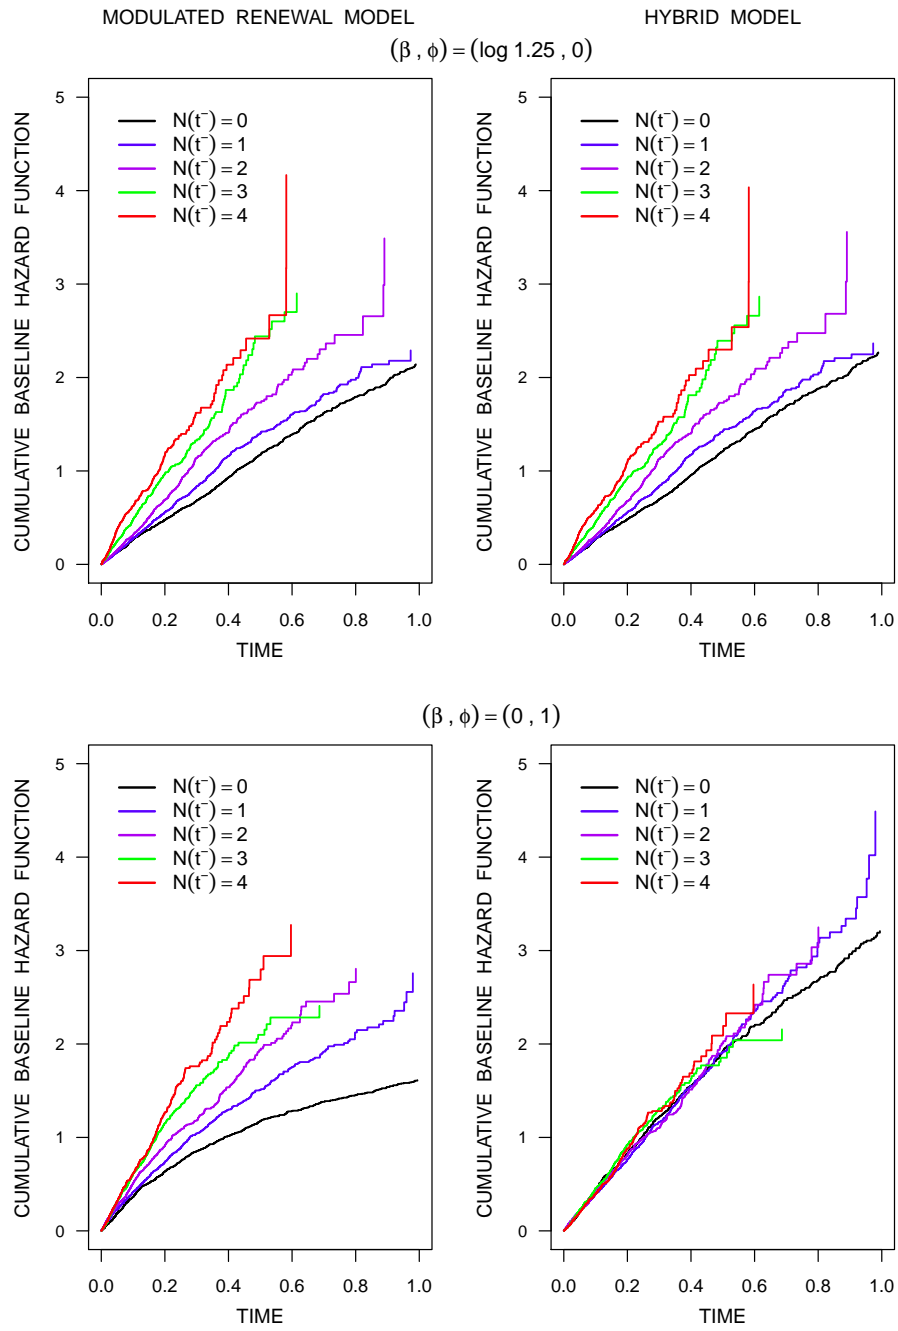 MODULATED RENEWAL MODEL
HYBRID MODEL
(β , ϕ) = (log 1.25 , 0)
CUMULATIVE BASELINE HAZARD FUNCTION
5
4
3
2
1
0
N(t⁻) = 0
N(t⁻) = 1
N(t⁻) = 2
N(t⁻) = 3
N(t⁻) = 4
0.0 0.2 0.4 0.6 0.8 1.0
TIME
CUMULATIVE BASELINE HAZARD FUNCTION
5
4
3
2
1
0
N(t⁻) = 0
N(t⁻) = 1
N(t⁻) = 2
N(t⁻) = 3
N(t⁻) = 4
0.0 0.2 0.4 0.6 0.8 1.0
TIME
(β , ϕ) = (0 , 1)
CUMULATIVE BASELINE HAZARD FUNCTION
5
4
3
2
1
0
N(t⁻) = 0
N(t⁻) = 1
N(t⁻) = 2
N(t⁻) = 3
N(t⁻) = 4
0.0 0.2 0.4 0.6 0.8 1.0
TIME
CUMULATIVE BASELINE HAZARD FUNCTION
5
4
3
2
1
0
N(t⁻) = 0
N(t⁻) = 1
N(t⁻) = 2
N(t⁻) = 3
N(t⁻) = 4
0.0 0.2 0.4 0.6 0.8 1.0
TIME